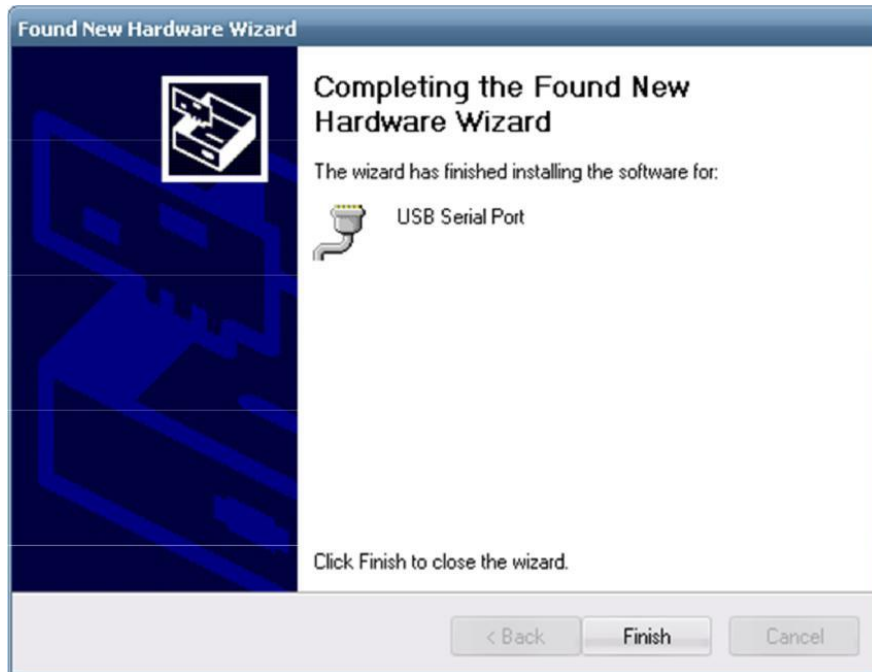 Found New Hardware Wizard
Completing the Found New
Hardware Wizard
The wizard has finished installing the software for:
USB Serial Port
Click Finish to close the wizard.
< Back
Finish
Cancel